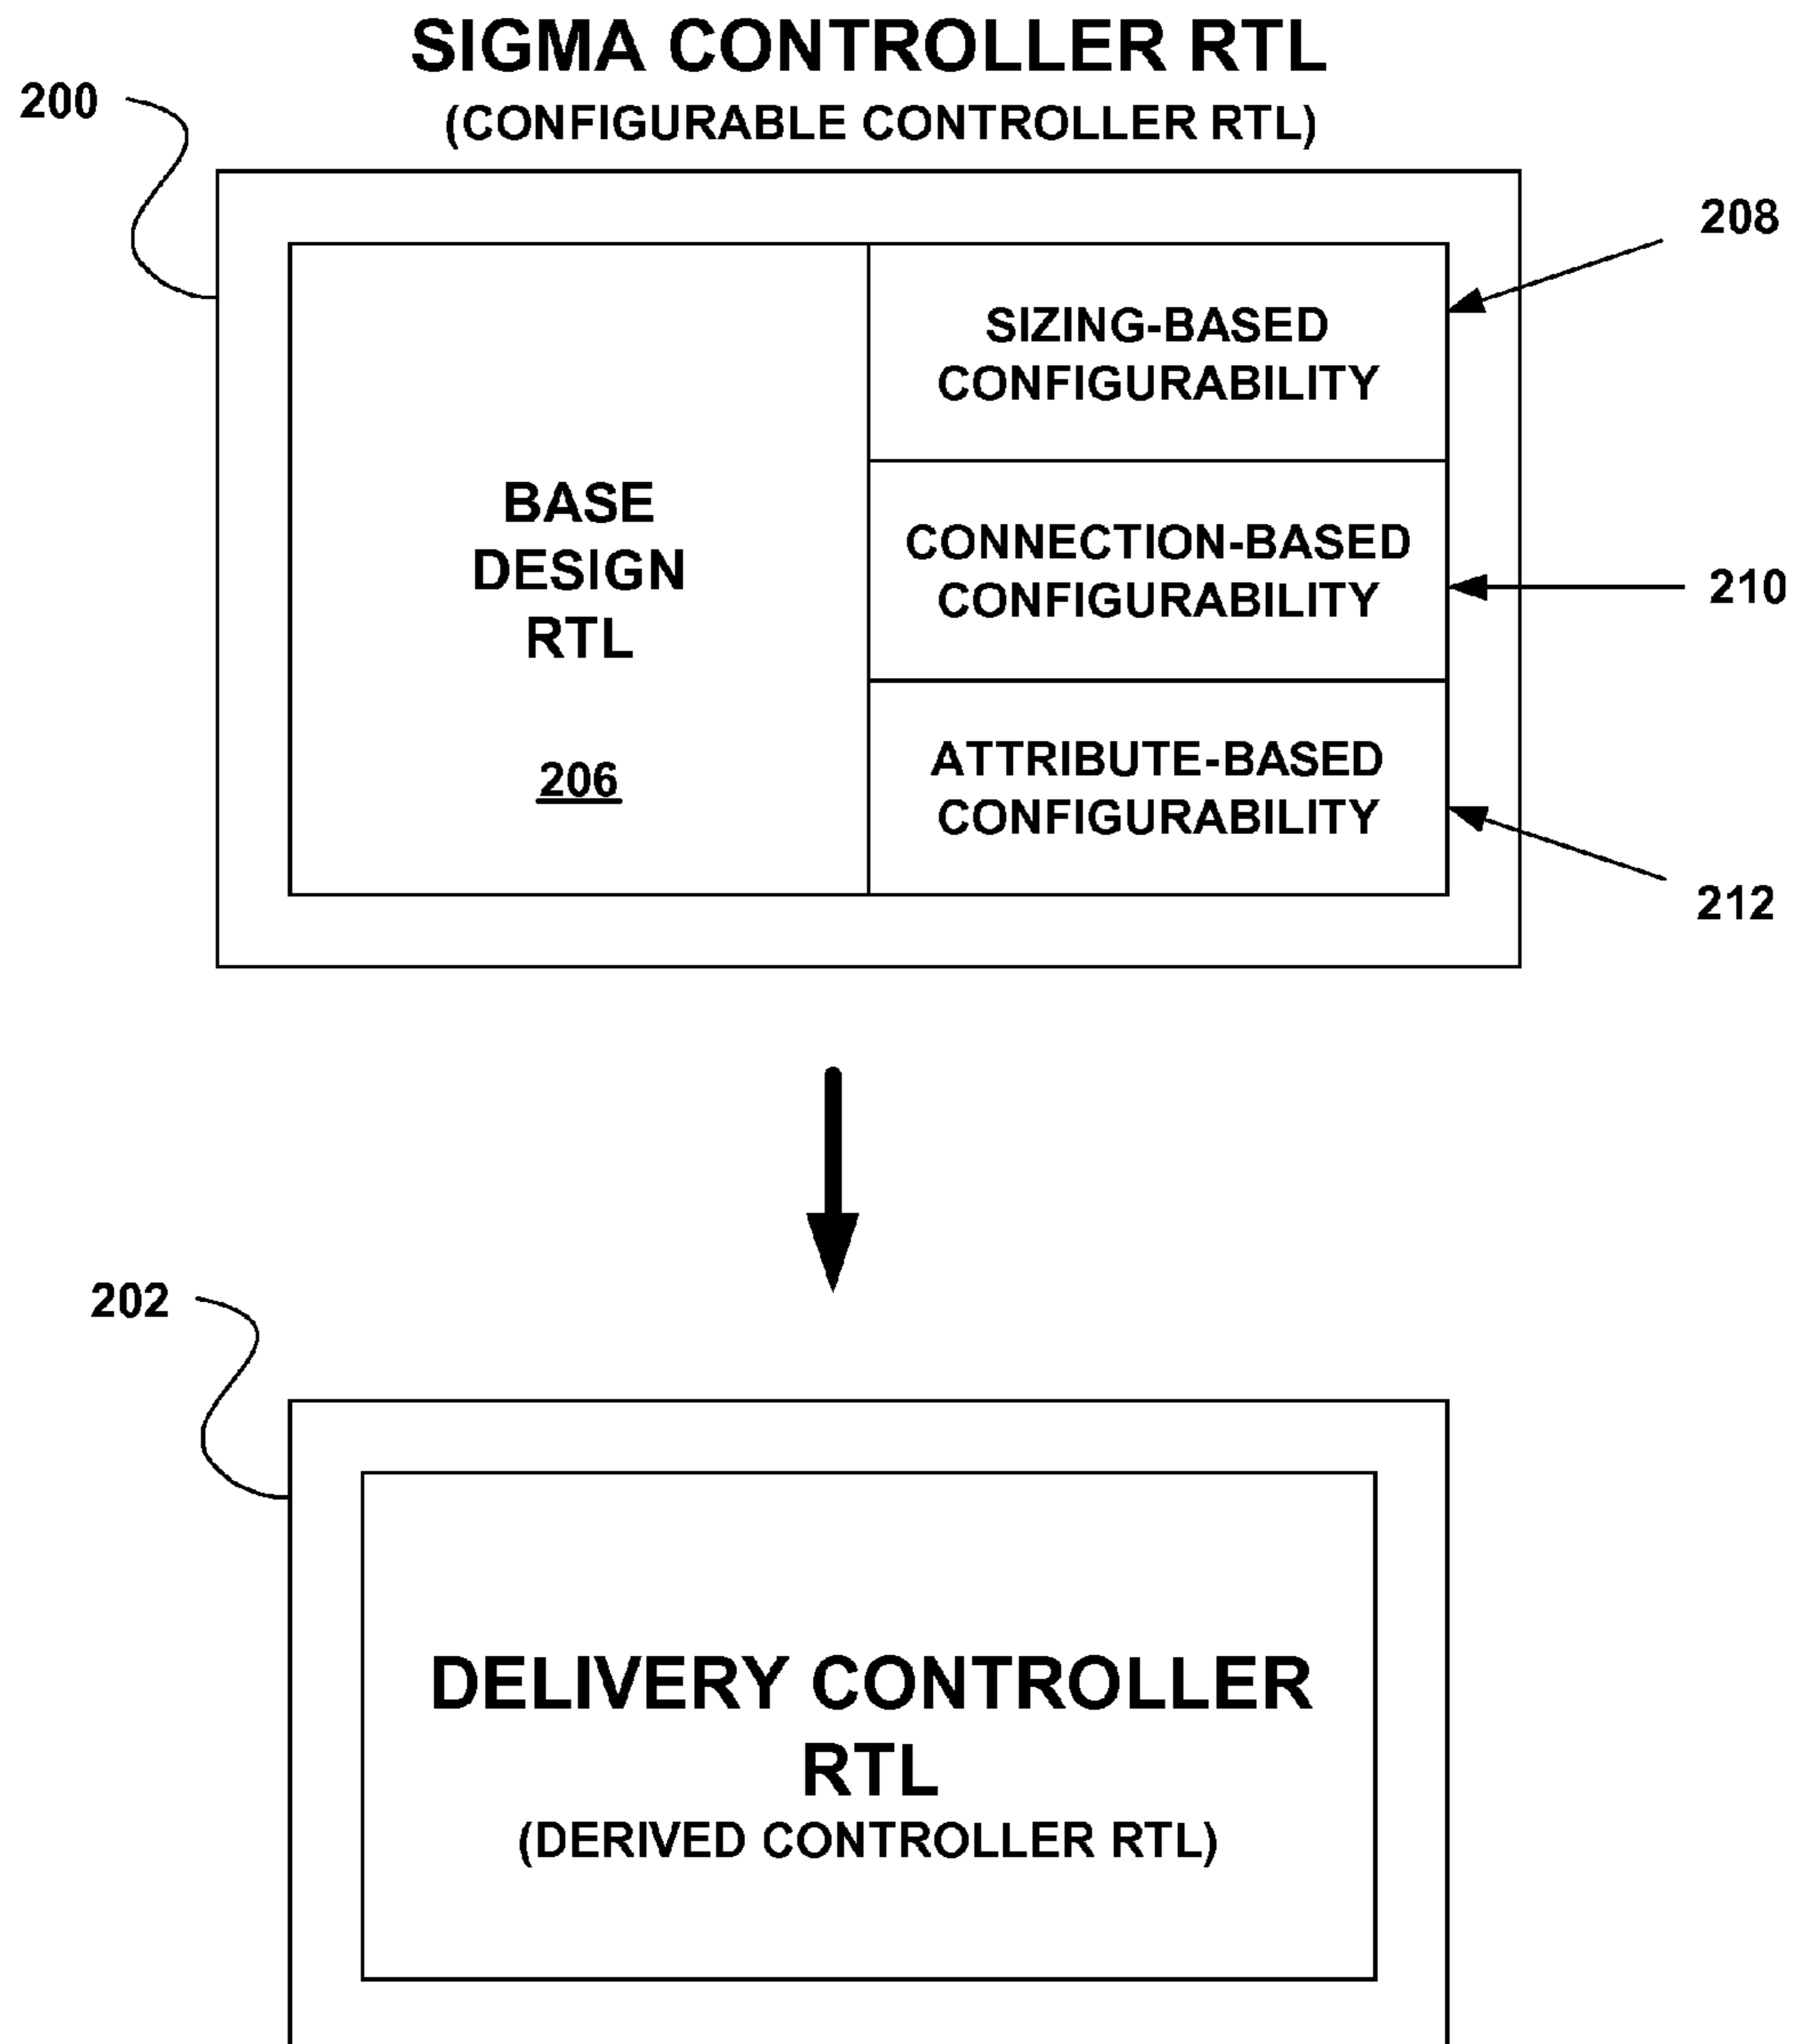 SIGMA CONTROLLER RTL
(CONFIGURABLE CONTROLLER RTL)
200
208
SIZING-BASED
CONFIGURABILITY
BASE
DESIGN
RTL
206
CONNECTION-BASED
CONFIGURABILITY
210
ATTRIBUTE-BASED
CONFIGURABILITY
212
202
DELIVERY CONTROLLER
RTL
(DERIVED CONTROLLER RTL)